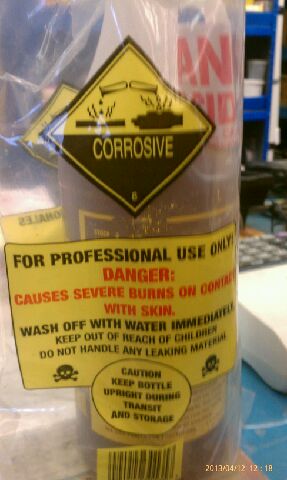 CORROSIVE
FOR PROFESSIONAL USE ONLY!
DANGER:
CAUSES SEVERE BURNS ON CONTACT
WITH SKIN.
WASH OFF WITH WATER IMMEDIATELY
KEEP OUT OF REACH OF CHILDREN
DO NOT HANDLE ANY LEAKING MATERIAL
CAUTION
KEEP BOTTLE
UPRIGHT DURING
TRANSIT
AND STORAGE
2013/04/12 12:18